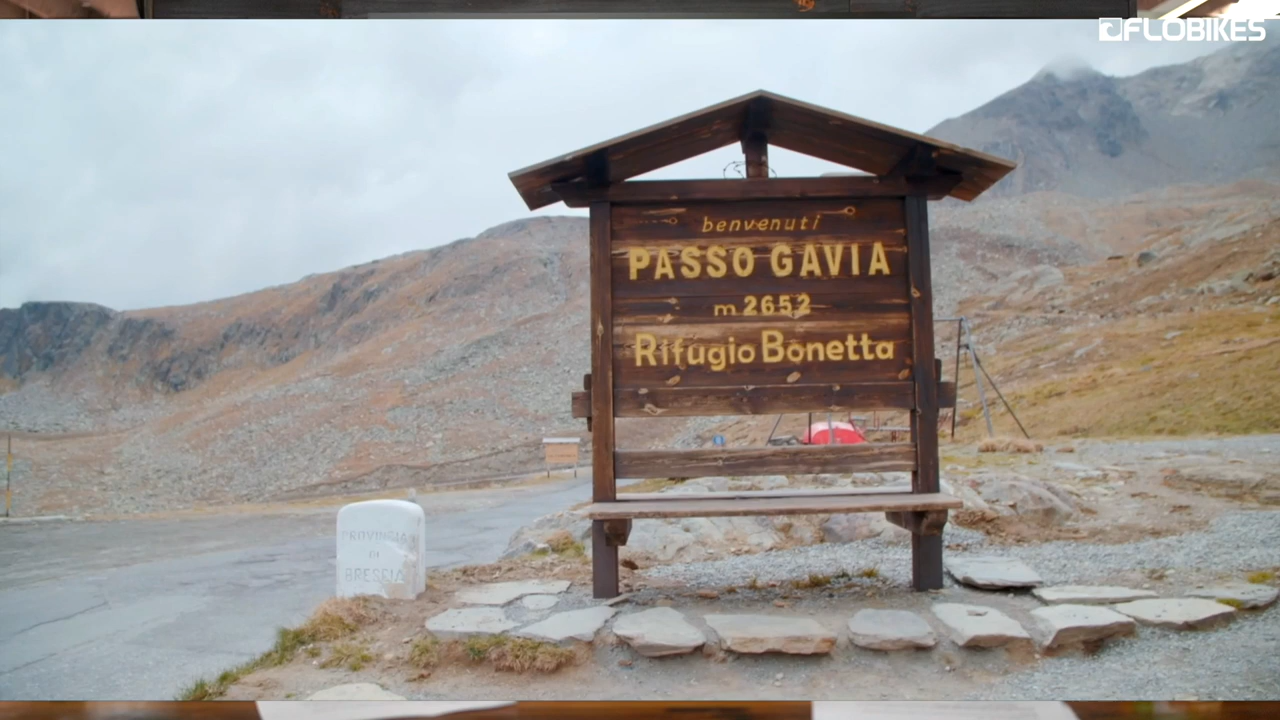 FLOBIKES
benvenuti
PASSO GAVIA
m 2652
Rifugio Bonetta
PROVINCIA
DI
BRESCIA